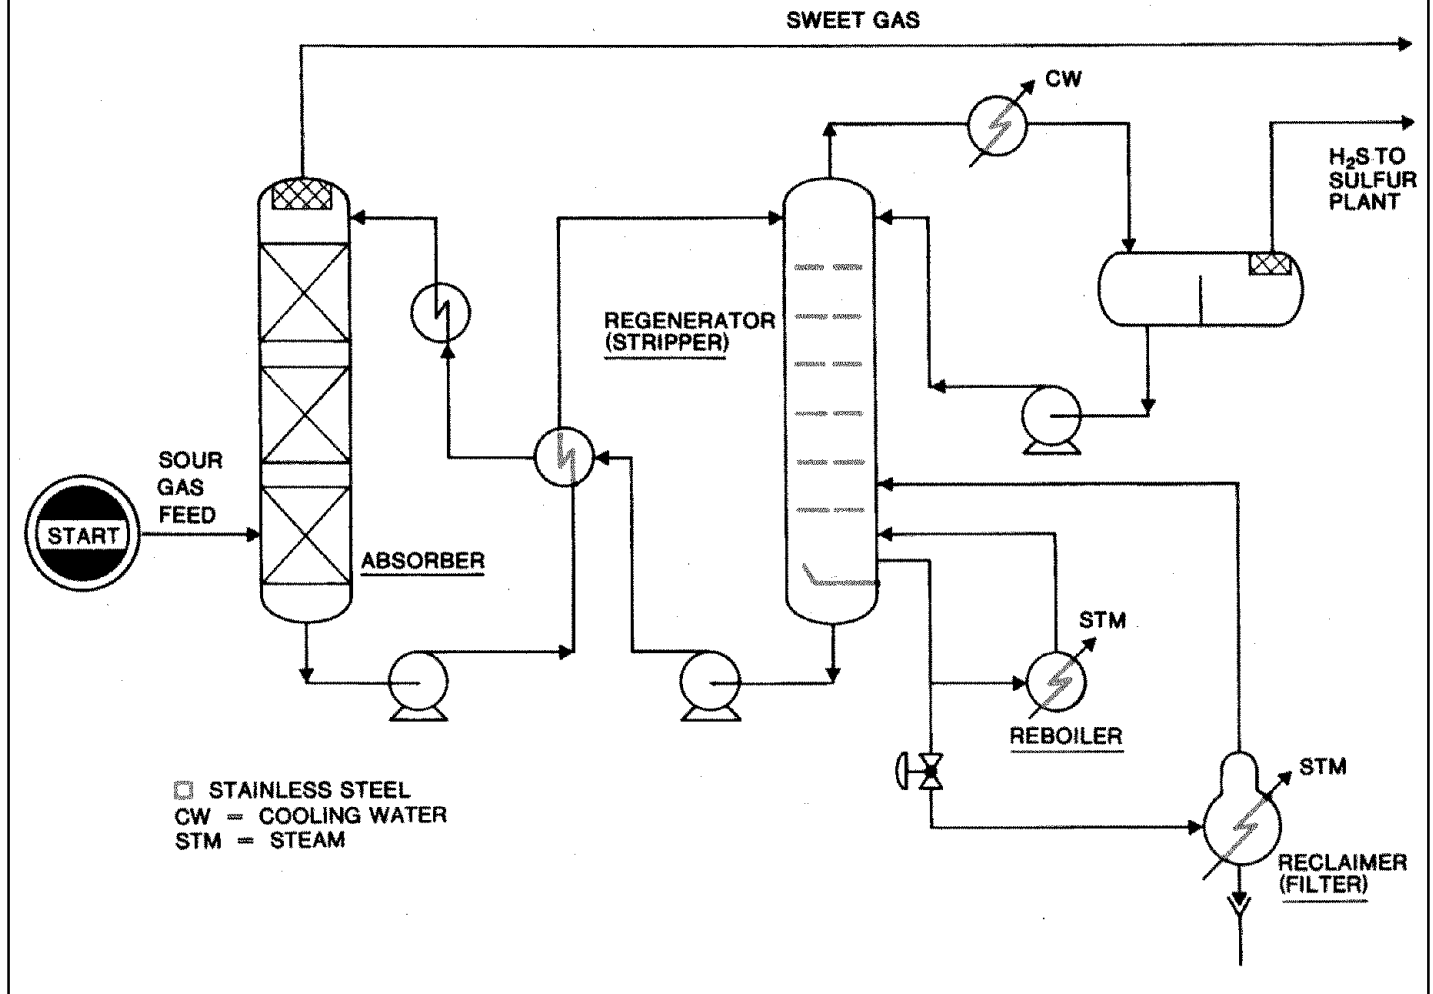 SWEET GAS
CW
H₂S TO
SULFUR
PLANT
REGENERATOR
(STRIPPER)
SOUR
GAS
FEED
START
ABSORBER
STM
REBOILER
STM
STAINLESS STEEL
CW = COOLING WATER
STM = STEAM
RECLAIMER
(FILTER)